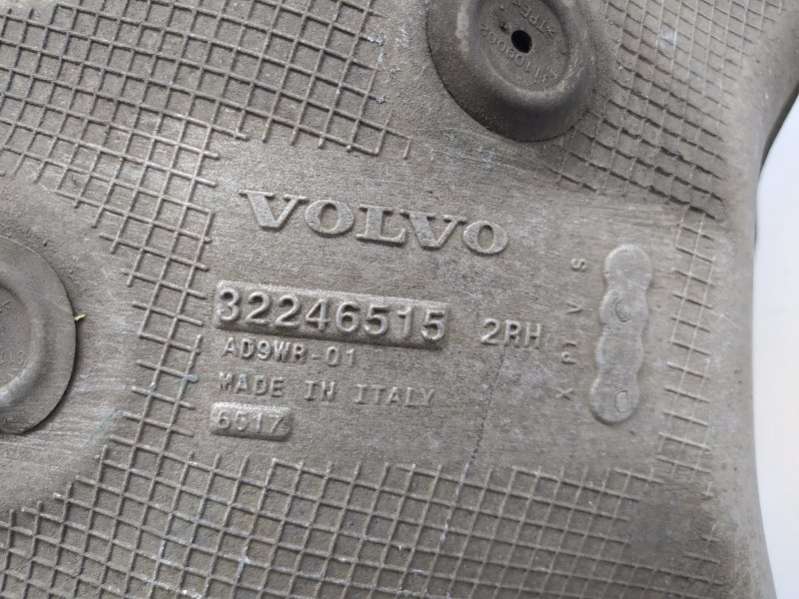 VOLVO
32246515 2RH
AD9WR-01
MADE IN ITALY
6517